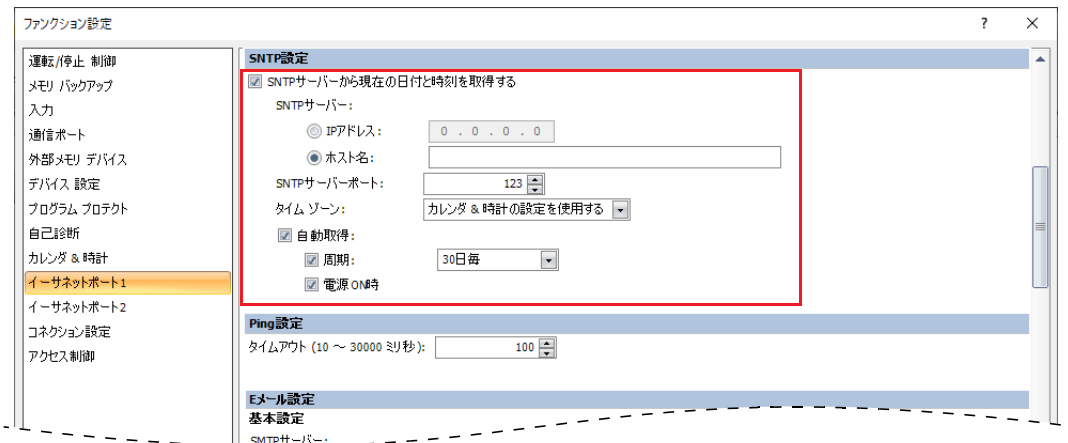 ファンクション設定
?
×
運転/停止 制御
メモリ バックアップ
入力
通信ポート
外部メモリ デバイス
デバイス 設定
プログラム プロテクト
自己診断
カレンダ & 時計
イーサネットポート1
イーサネットポート2
コネクション設定
アクセス制御
SNTP設定
SNTPサーバーから現在の日付と時刻を取得する
SNTPサーバー:
IPアドレス: 0 . 0 . 0 . 0
ホスト名:
SNTPサーバーポート: 123
タイム ゾーン: カレンダ & 時計の設定を使用する
自動取得:
周期: 30日毎
電源 ON時
Ping設定
タイムアウト (10 ～ 30000 ミリ秒): 100
Eメール設定
基本設定
SMTPサーバー: